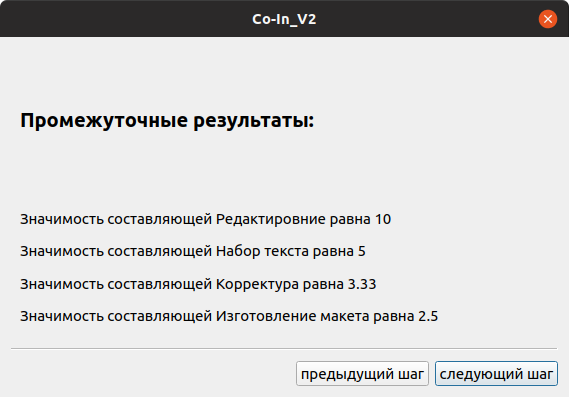 Co-In_V2
Промежуточные результаты:
Значимость составляющей Редактировние равна 10
Значимость составляющей Набор текста равна 5
Значимость составляющей Корректура равна 3.33
Значимость составляющей Изготовление макета равна 2.5
предыдущий шаг следующий шаг